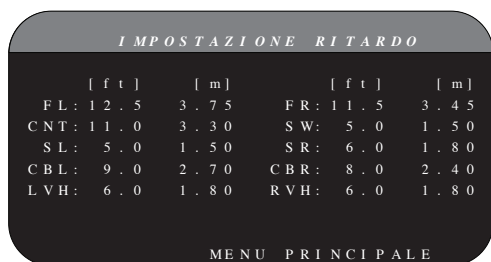 IMPOSTAZIONE RITARDO
[ft] [m] [ft] [m]
FL: 12.5 3.75 FR: 11.5 3.45
CNT: 11.0 3.30 SW: 5.0 1.50
SL: 5.0 1.50 SR: 6.0 1.80
CBL: 9.0 2.70 CBR: 8.0 2.40
LVH: 6.0 1.80 RVH: 6.0 1.80
MENU PRINCIPALE